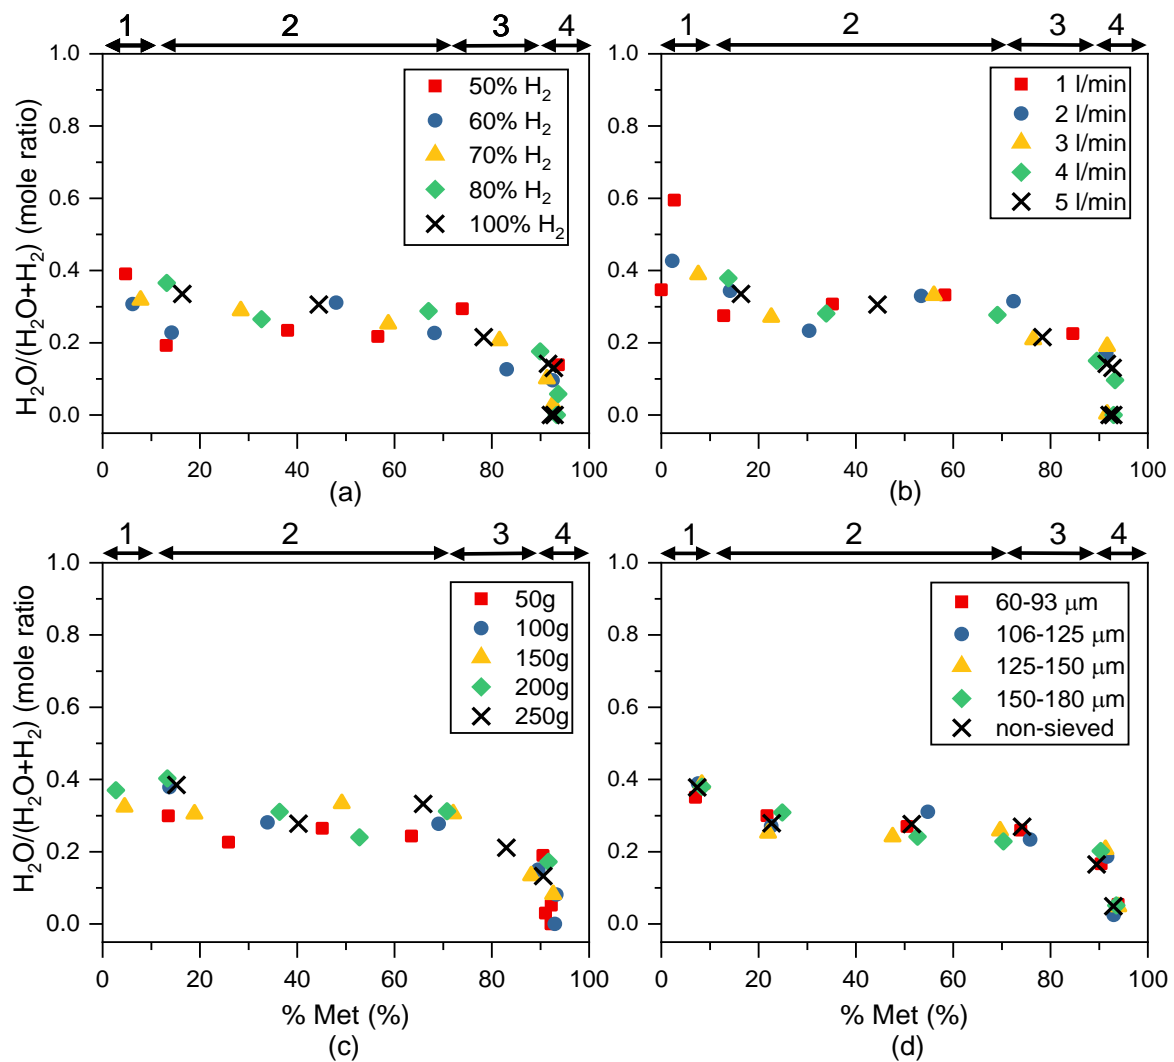 1 2 3 4
H₂O/(H₂O+H₂) (mole ratio)
1.0
0.8
0.6
0.4
0.2
0.0
50% H₂
60% H₂
70% H₂
80% H₂
100% H₂
0 20 40 60 80 100
(a)
1 2 3 4
1.0
0.8
0.6
0.4
0.2
0.0
1 l/min
2 l/min
3 l/min
4 l/min
5 l/min
0 20 40 60 80 100
(b)
1 2 3 4
H₂O/(H₂O+H₂) (mole ratio
1.0
0.8
0.6
0.4
0.2
0.0
50g
100g
150g
200g
250g
0 20 40 60 80 100
% Met (%)
(c)
1 2 3 4
1.0
0.8
0.6
0.4
0.2
0.0
60-93 μm
106-125 μm
125-150 μm
150-180 μm
non-sieved
0 20 40 60 80 100
% Met (%)
(d)